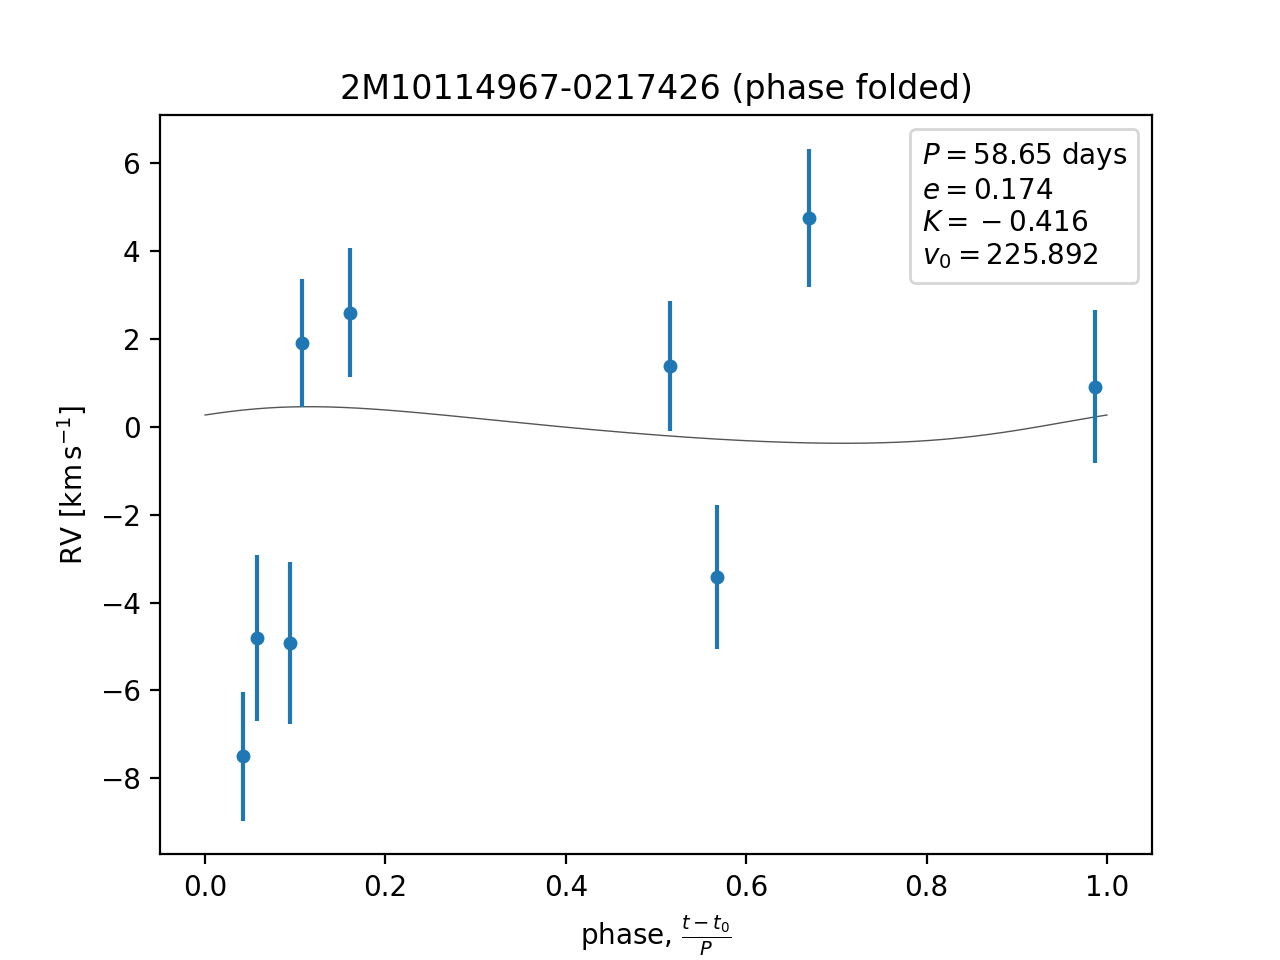 2M10114967-0217426 (phase folded)
P = 58.65 days
e = 0.174
K = −0.416
v₀ = 225.892
6
4
2
0
−2
−4
−6
−8
RV [km s⁻¹]
0.0 0.2 0.4 0.6 0.8 1.0
phase, (t − t₀)/P